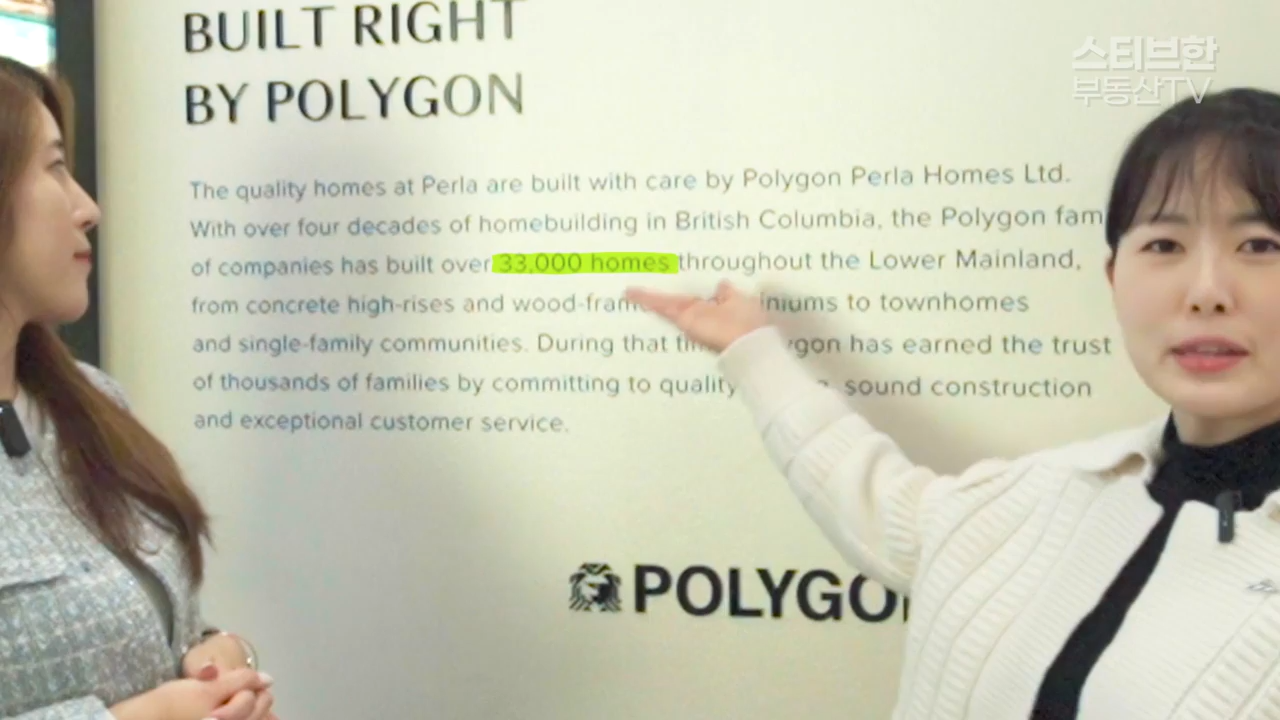 스티브한
부동산TV
BUILT RIGHT
BY POLYGON
The quality homes at Perla are built with care by Polygon Perla Homes Ltd.
With over four decades of homebuilding in British Columbia, the Polygon fam
of companies has built over 33,000 homes throughout the Lower Mainland,
from concrete high-rises and wood-fram iniums to townhomes
and single-family communities. During that ygon has earned the trust
of thousands of families by committing to quality sound construction
and exceptional customer service.
POLYGO